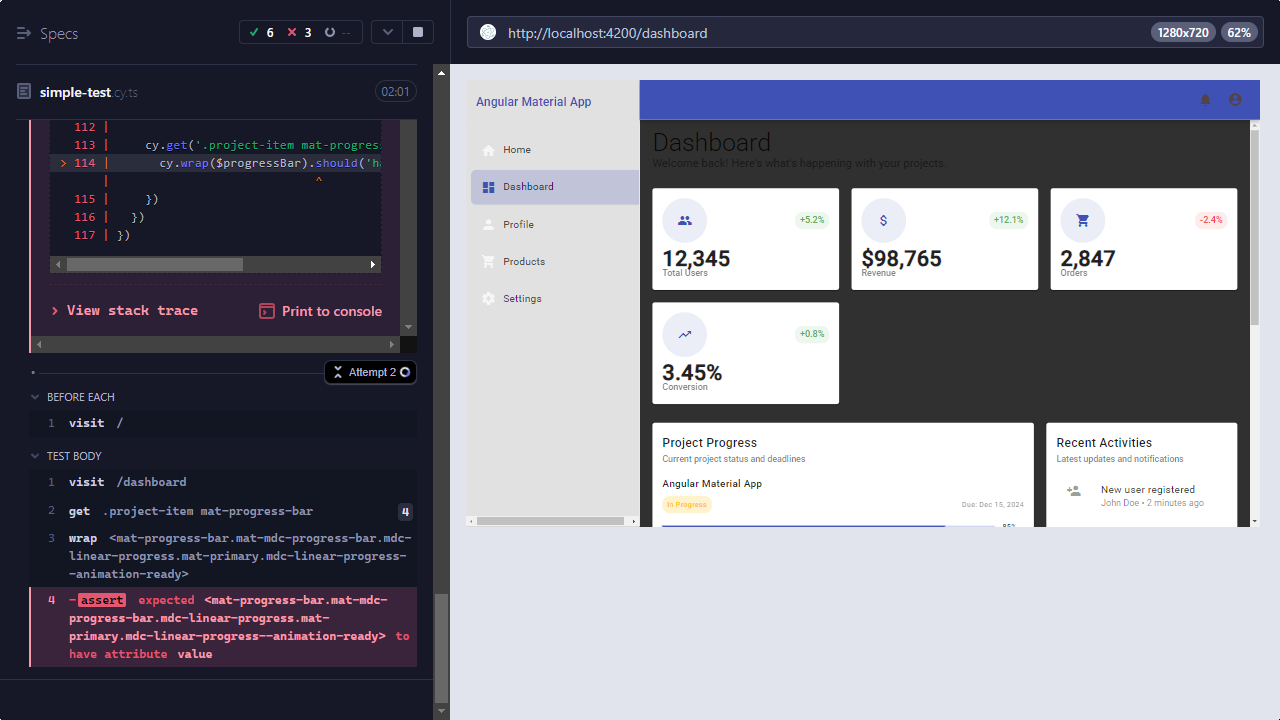 Specs
6
3
--
simple-test.cy.ts
02:01
112 |
113 | cy.get('.project-item mat-progres
> 114 | cy.wrap($progressBar).should('ha
| ^
115 | })
116 | })
117 | })
> View stack trace
Print to console
Attempt 2
BEFORE EACH
1 visit /
TEST BODY
1 visit /dashboard
2 get .project-item mat-progress-bar 4
3 wrap <mat-progress-bar.mat-mdc-progress-bar.mdc-
linear-progress.mat-primary.mdc-linear-progress-
-animation-ready>
4 -assert expected <mat-progress-bar.mat-mdc-
progress-bar.mdc-linear-progress.mat-
primary.mdc-linear-progress--animation-ready> to
have attribute value
http://localhost:4200/dashboard
1280x720
62%
Angular Material App
Home
Dashboard
Profile
Products
Settings
Dashboard
Welcome back! Here's what's happening with your projects.
+5.2%
12,345
Total Users
$
+12.1%
$98,765
Revenue
-2.4%
2,847
Orders
+0.8%
3.45%
Conversion
Project Progress
Current project status and deadlines
Angular Material App
In Progress
Due: Dec 15, 2024
85%
Recent Activities
Latest updates and notifications
New user registered
John Doe • 2 minutes ago